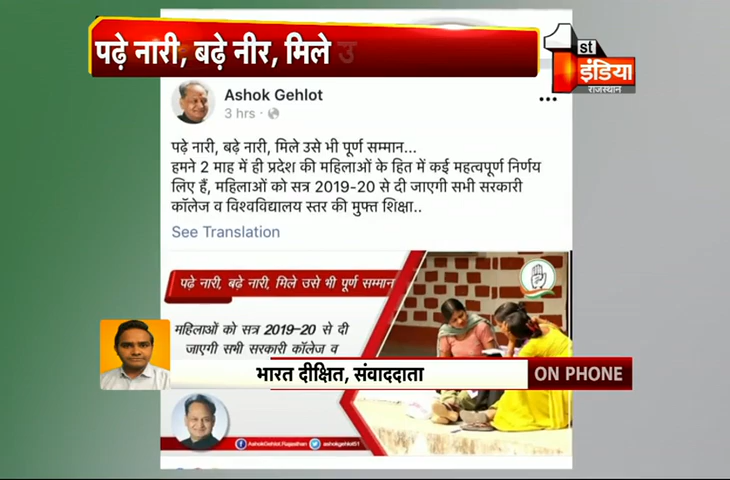 पढ़े नारी, बढ़े नीर, मिले उ
1st
इंडिया
राजस्थान
Ashok Gehlot
3 hrs ·
पढ़े नारी, बढ़े नारी, मिले उसे भी पूर्ण सम्मान...
हमने 2 माह में ही प्रदेश की महिलाओं के हित में कई महत्वपूर्ण निर्णय
लिए हैं, महिलाओं को सत्र 2019-20 से दी जाएगी सभी सरकारी
कॉलेज व विश्वविद्यालय स्तर की मुफ्त शिक्षा..
See Translation
पढ़े नारी, बढ़े नारी, मिले उसे भी पूर्ण सम्मान
महिलाओं को सत्र 2019-20 से दी
जाएगी सभी सरकारी कॉलेज व
भारत दीक्षित, संवाददाता
ON PHONE
AshokGehlot.Rajasthan
ashokgehlot51